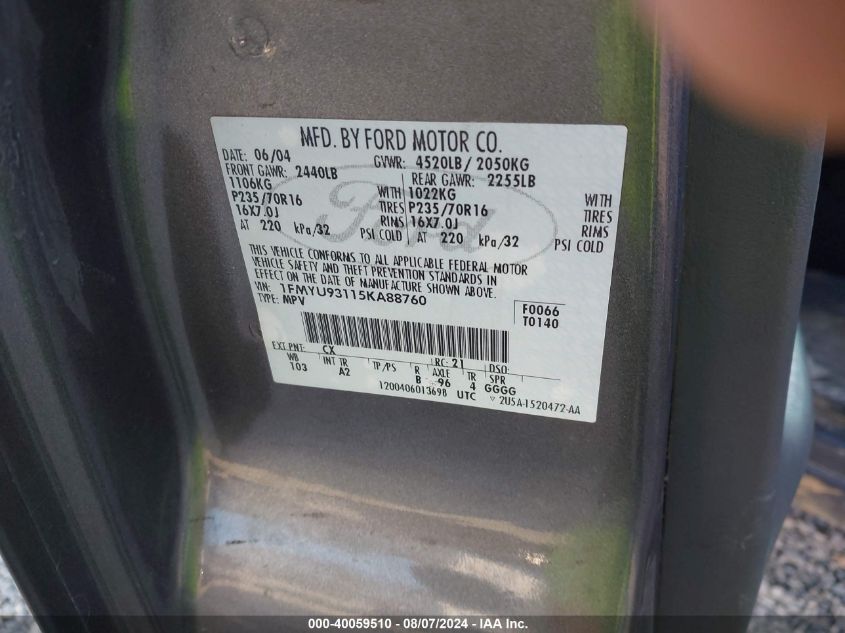 MFD. BY FORD MOTOR CO.
DATE: 06/04 GVWR: 4520LB/ 2050KG
FRONT GAWR: 2440LB REAR GAWR: 2255LB
1106KG WITH 1022KG WITH
P235/70R16 TIRES P235/70R16 TIRES
16X7.0J RIMS 16X7.0J RIMS
AT 220 kPa/32 PSI COLD AT 220 kPa/32 PSI COLD
THIS VEHICLE CONFORMS TO ALL APPLICABLE FEDERAL MOTOR
VEHICLE SAFETY AND THEFT PREVENTION STANDARDS IN
EFFECT ON THE DATE OF MANUFACTURE SHOWN ABOVE.
VIN: 1FMYU93115KA88760 F0066
TYPE: MPV T0140
Ford
EXT PNT: CX RC: 21 DSO:
WB INT TR TP/PS R AXLE TR SPR
103 A2 B 96 4 GGGG
1200406013698 UTC ▽ 2U5A-1520472-AA
000-40059510 - 08/07/2024 - IAA Inc.